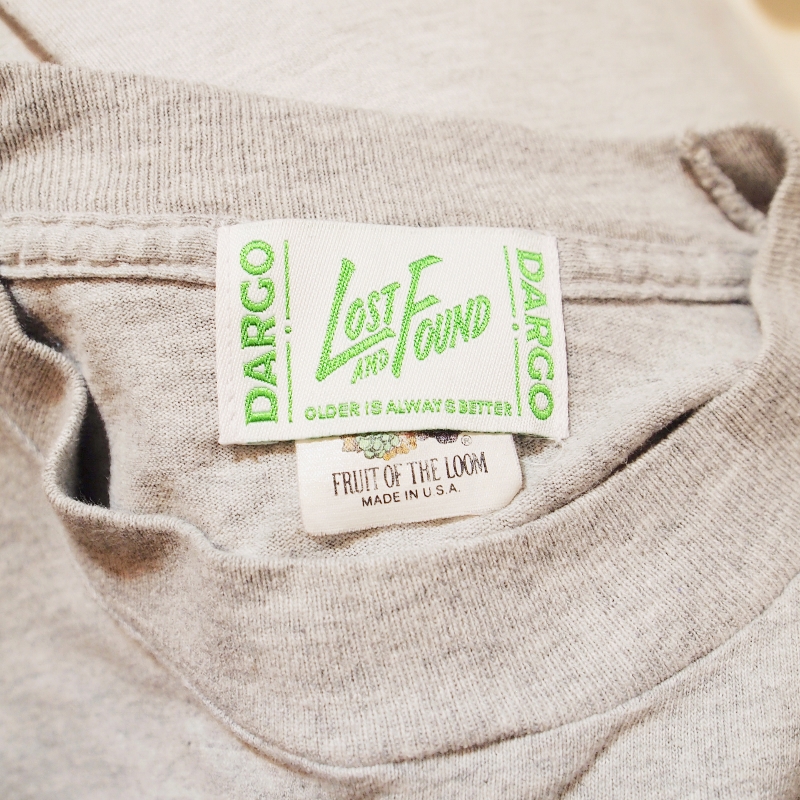 DARGO
LOST
AND FOUND
OLDER IS ALWAYS BETTER
DARGO
®
FRUIT OF THE LOOM
MADE IN U.S.A.